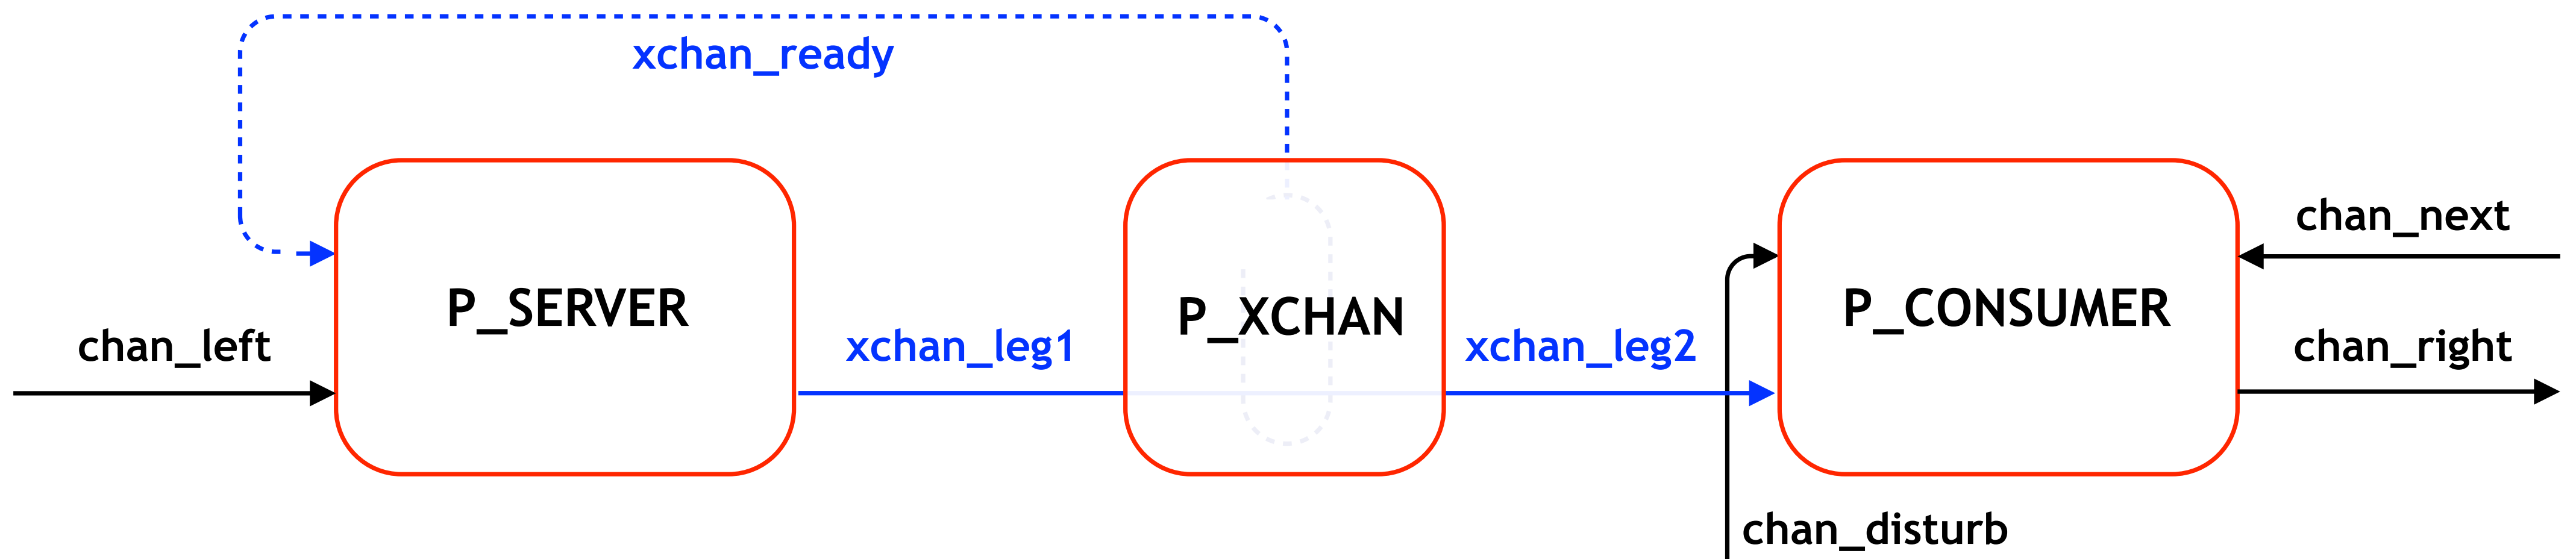 xchan_ready
chan_left
P_SERVER
xchan_leg1
P_XCHAN
xchan_leg2
P_CONSUMER
chan_next
chan_right
chan_disturb